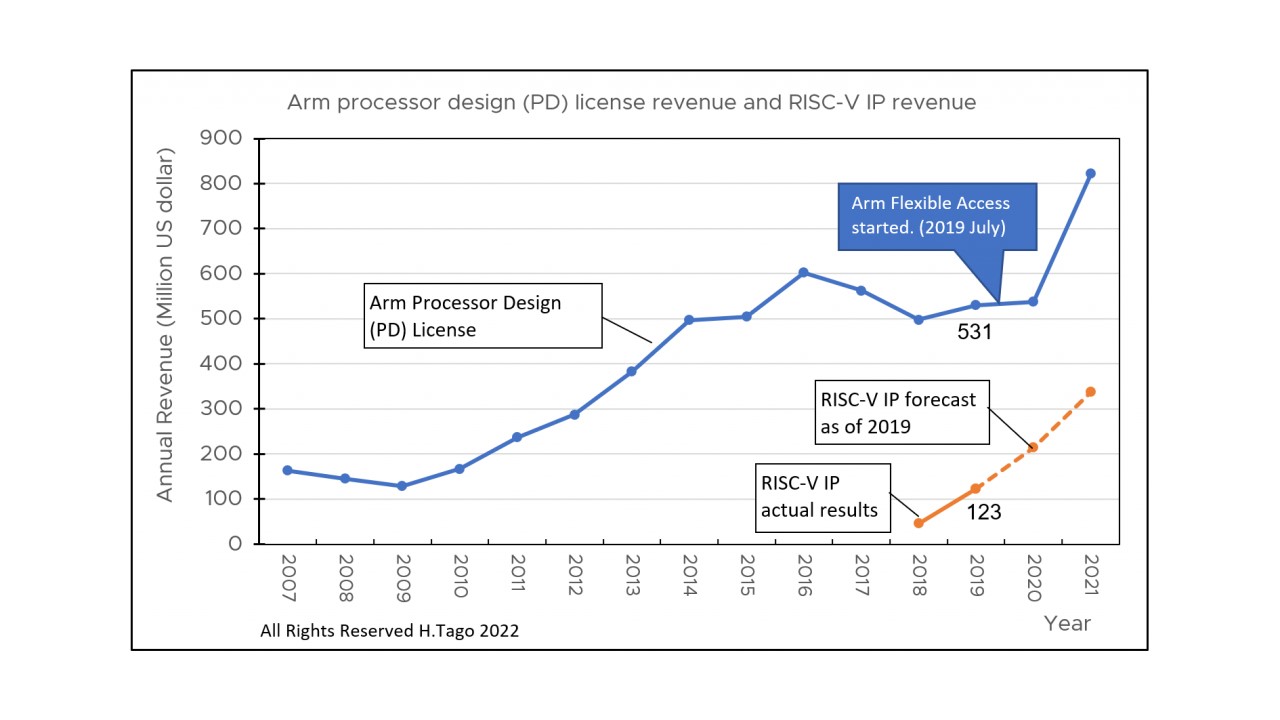 Arm processor design (PD) license revenue and RISC-V IP revenue
Annual Revenue (Million US dollar)
900
800
700
600
500
400
300
200
100
0
Arm Flexible Access
started. (2019 July)
Arm Processor Design
(PD) License
531
RISC-V IP forecast
as of 2019
RISC-V IP
actual results
123
2007
2008
2009
2010
2011
2012
2013
2014
2015
2016
2017
2018
2019
2020
2021
Year
All Rights Reserved H.Tago 2022